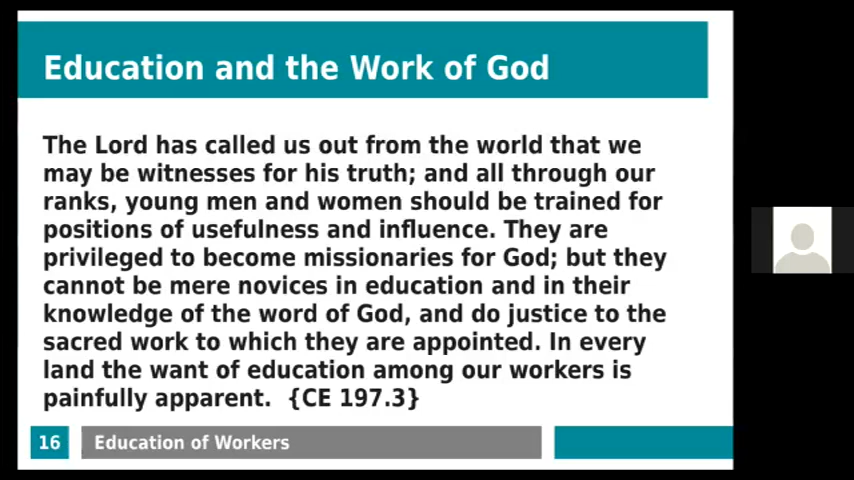 Education and the Work of God
The Lord has called us out from the world that we
may be witnesses for his truth; and all through our
ranks, young men and women should be trained for
positions of usefulness and influence. They are
privileged to become missionaries for God; but they
cannot be mere novices in education and in their
knowledge of the word of God, and do justice to the
sacred work to which they are appointed. In every
land the want of education among our workers is
painfully apparent.  {CE 197.3}
16 Education of Workers